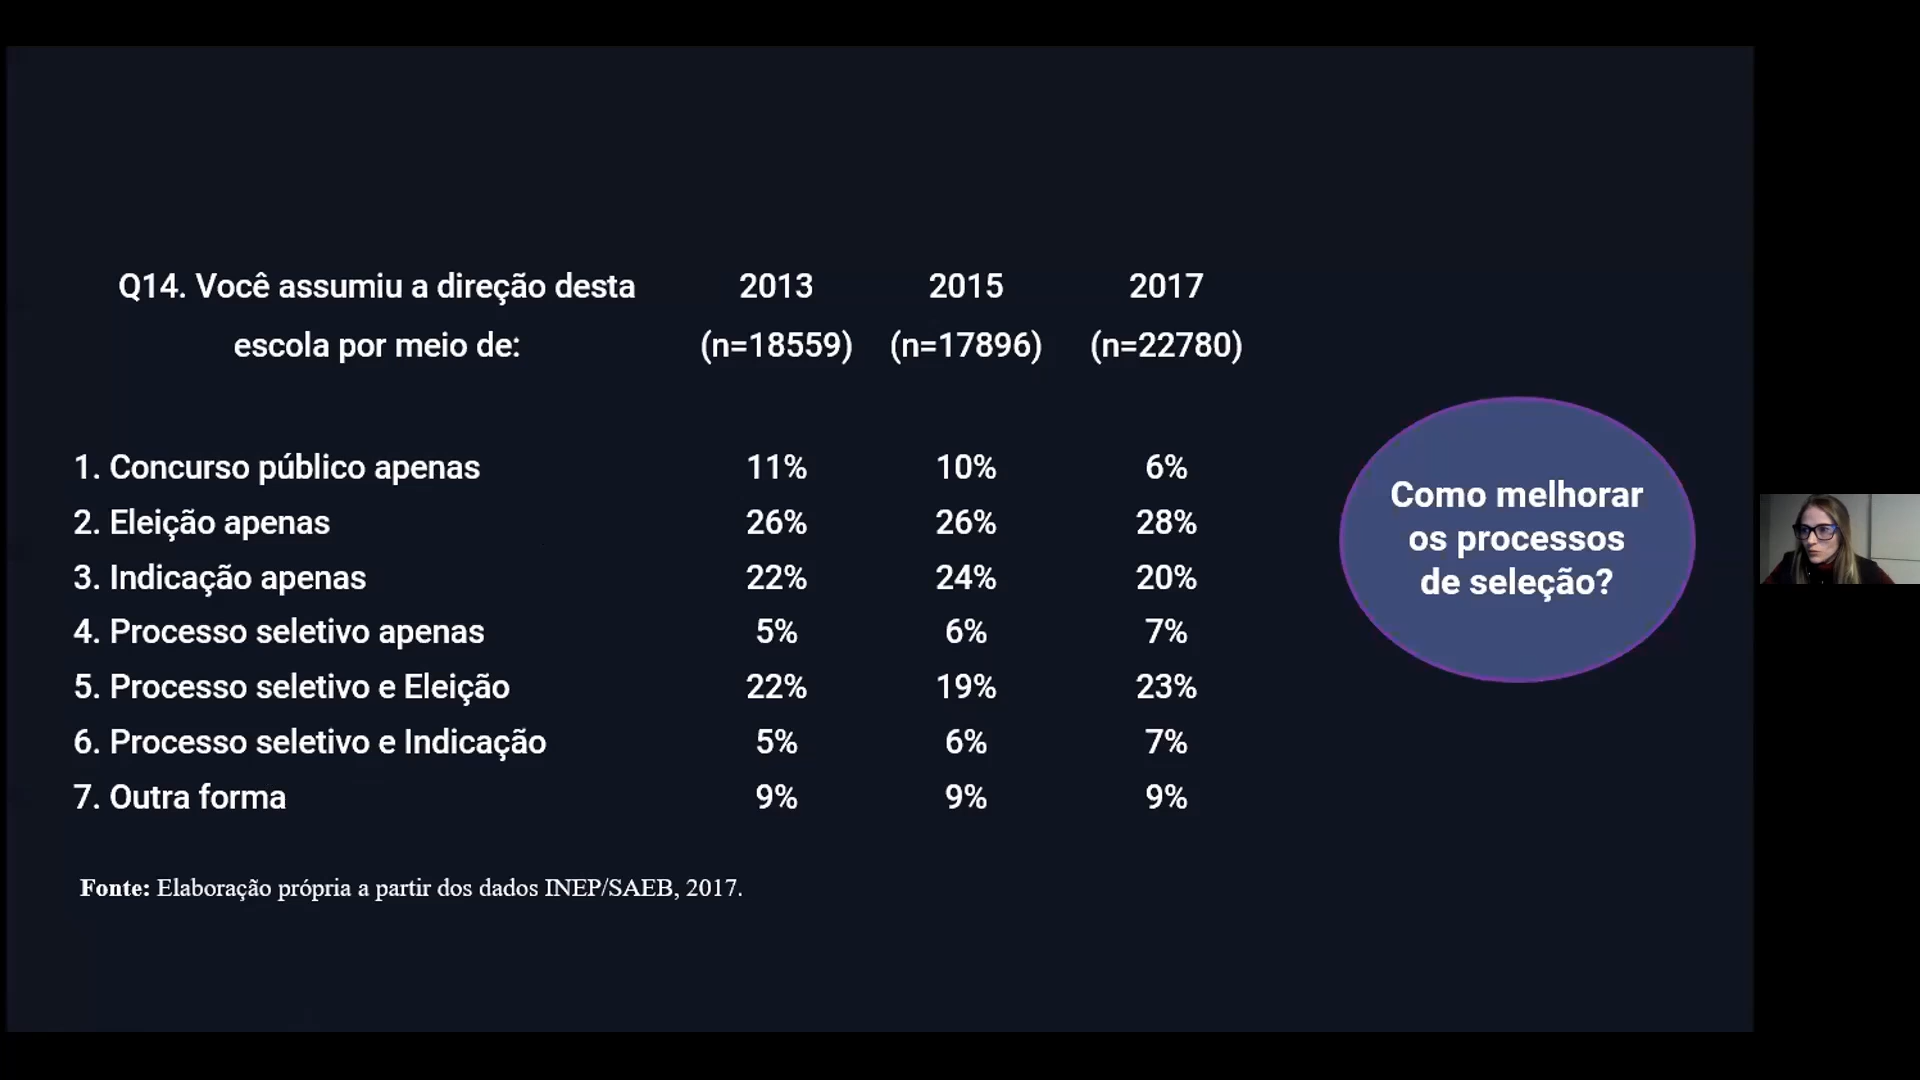 Q14. Você assumiu a direção desta escola por meio de:
2013 (n=18559)
2015 (n=17896)
2017 (n=22780)
1. Concurso público apenas 11% 10% 6%
2. Eleição apenas 26% 26% 28%
3. Indicação apenas 22% 24% 20%
4. Processo seletivo apenas 5% 6% 7%
5. Processo seletivo e Eleição 22% 19% 23%
6. Processo seletivo e Indicação 5% 6% 7%
7. Outra forma 9% 9% 9%
Fonte: Elaboração própria a partir dos dados INEP/SAEB, 2017.
Como melhorar
os processos
de seleção?